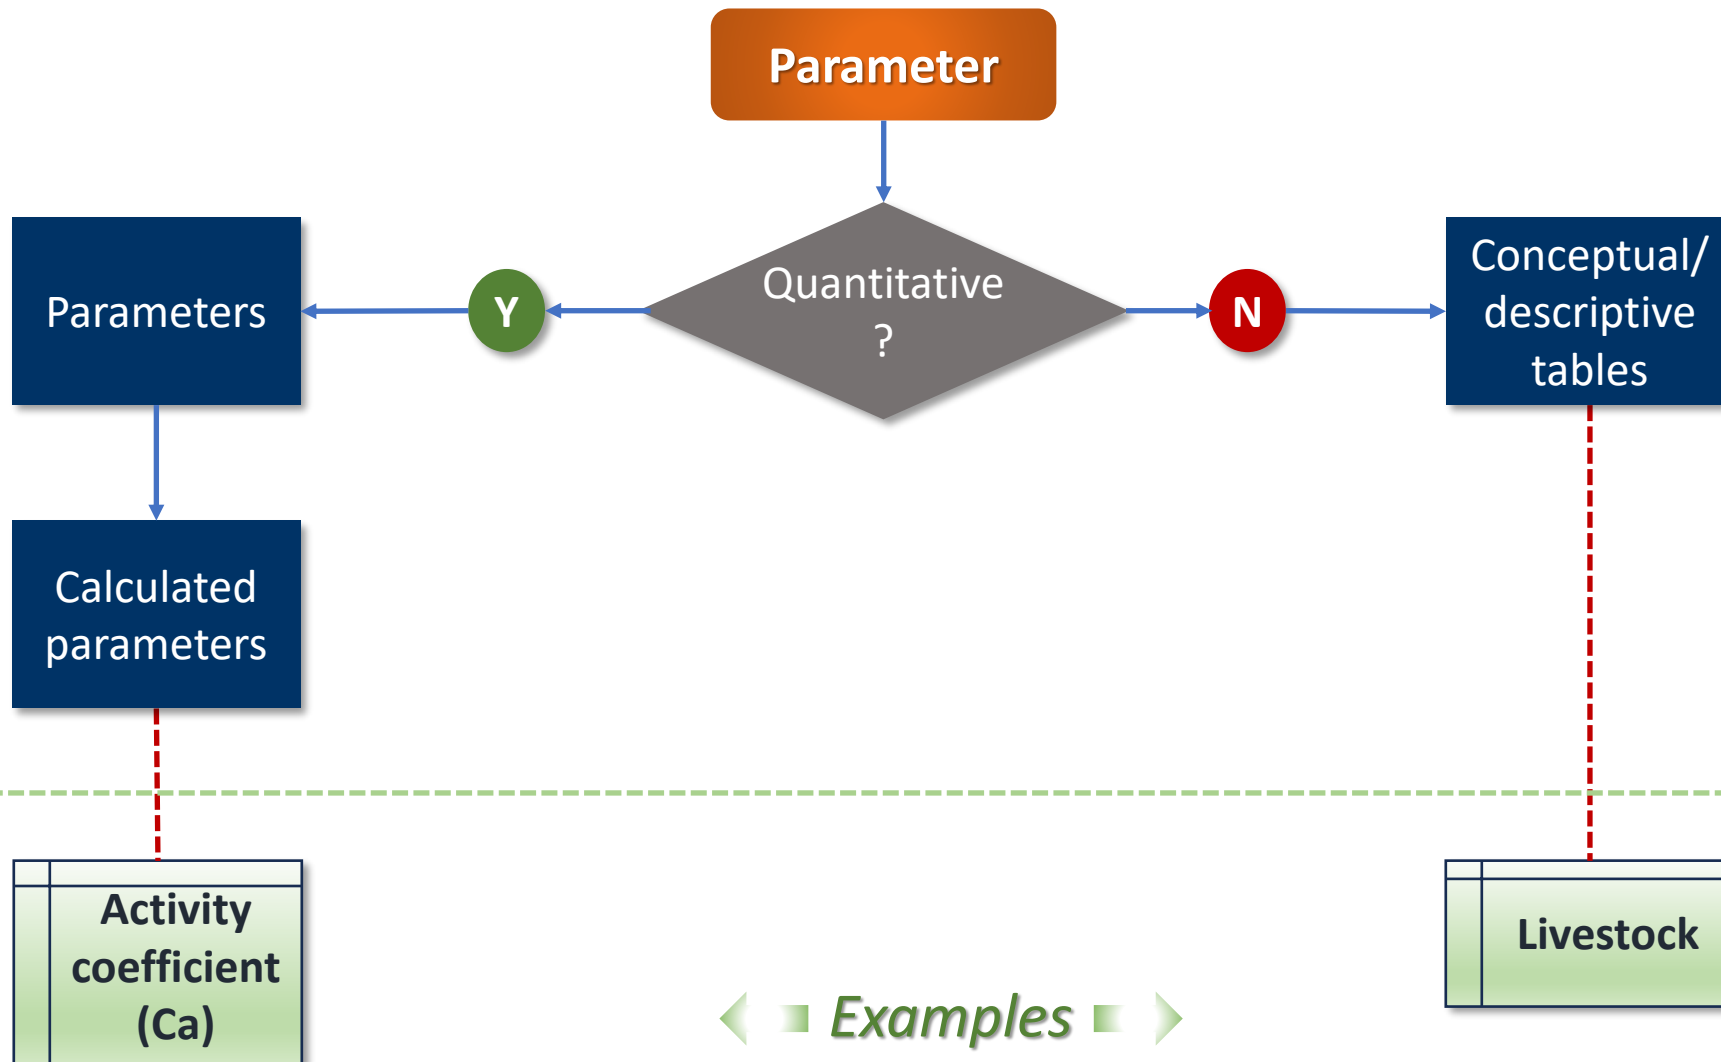 Parameter
Parameters
Y
Quantitative
?
N
Conceptual/
descriptive
tables
Calculated
parameters
Activity
coefficient
(Ca)
Livestock
Examples